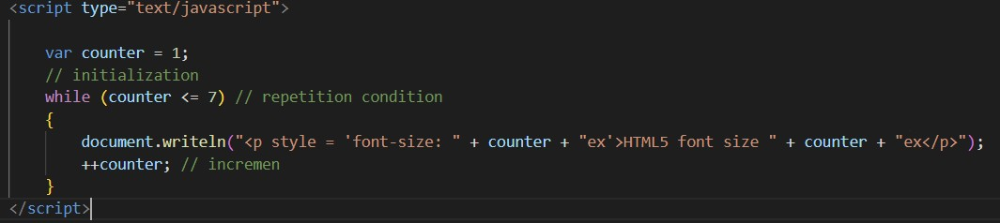 <script type="text/javascript">
var counter = 1;
// initialization
while (counter <= 7) // repetition condition
{
document.writeln("<p style = 'font-size: " + counter + "ex'>HTML5 font size " + counter + "ex</p>");
++counter; // incremen
}
</script>